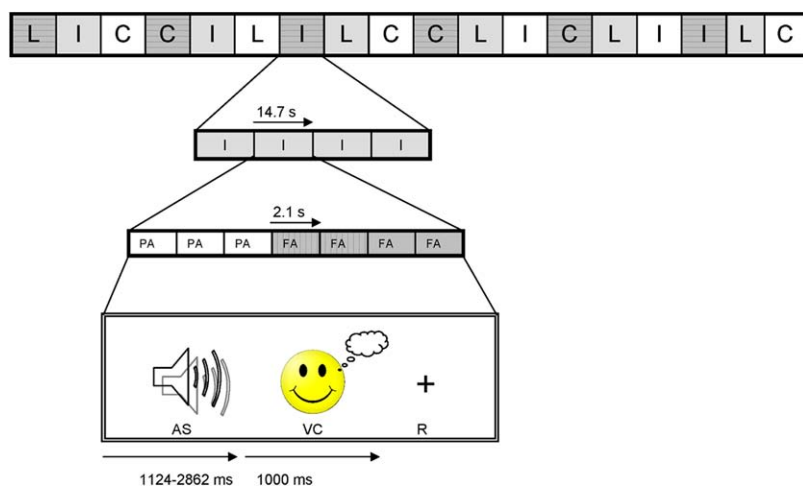 L I C C I L I L C C L I C L I I L C
14.7 s
I I I I
2.1 s
PA PA PA FA FA FA FA
+
AS VC R
1124-2862 ms 1000 ms